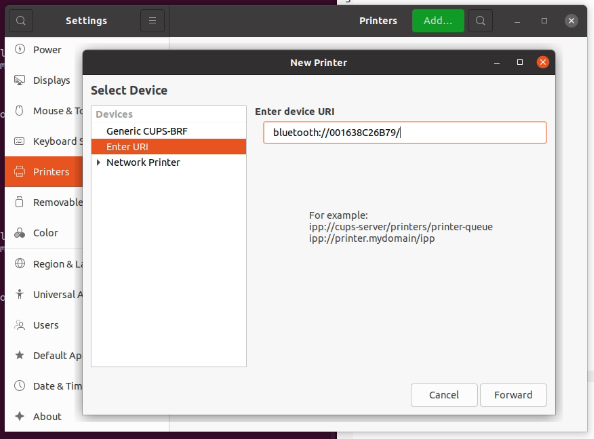 Settings
Printers
Add...
Power
Displays
Mouse & To
Keyboard S
Printers
Removable
Color
Region & La
Universal A
Users
Default Ap
Date & Tim
About
New Printer
Select Device
Devices
Generic CUPS-BRF
Enter URI
Network Printer
Enter device URI
bluetooth://001638C26B79/
For example:
ipp://cups-server/printers/printer-queue
ipp://printer.mydomain/ipp
Cancel
Forward